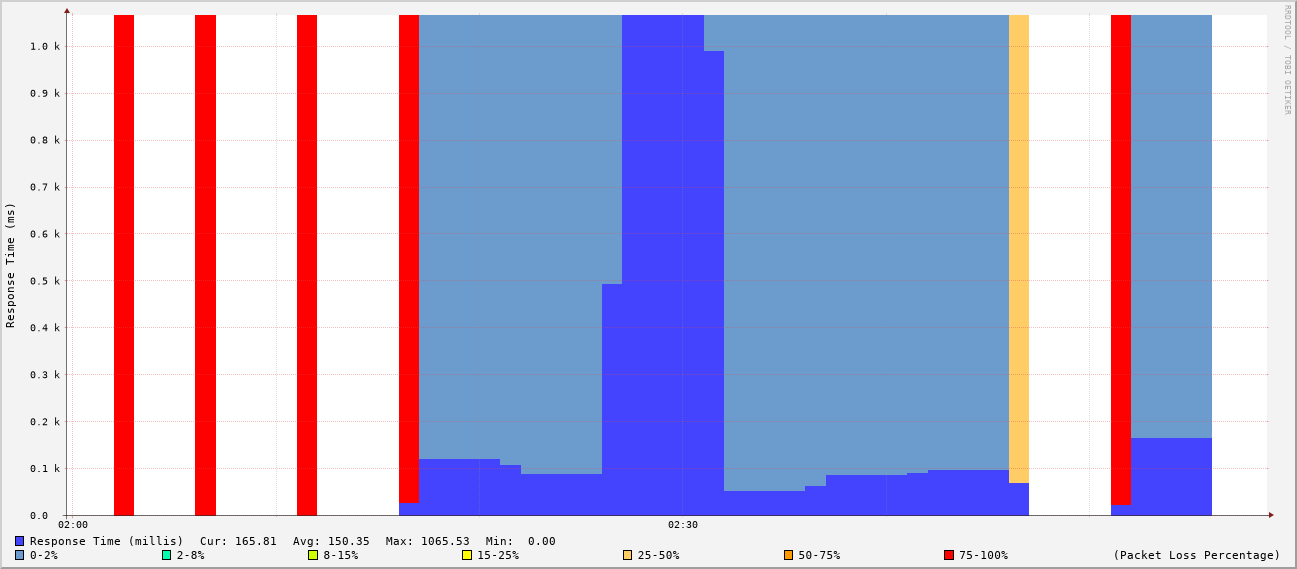 RRDTOOL / TOBI OETIKER
Response Time (ms)
1.0 k
0.9 k
0.8 k
0.7 k
0.6 k
0.5 k
0.4 k
0.3 k
0.2 k
0.1 k
0.0
02:00 02:30
Response Time (millis) Cur: 165.81 Avg: 150.35 Max: 1065.53 Min: 0.00
0-2% 2-8% 8-15% 15-25% 25-50% 50-75% 75-100% (Packet Loss Percentage)